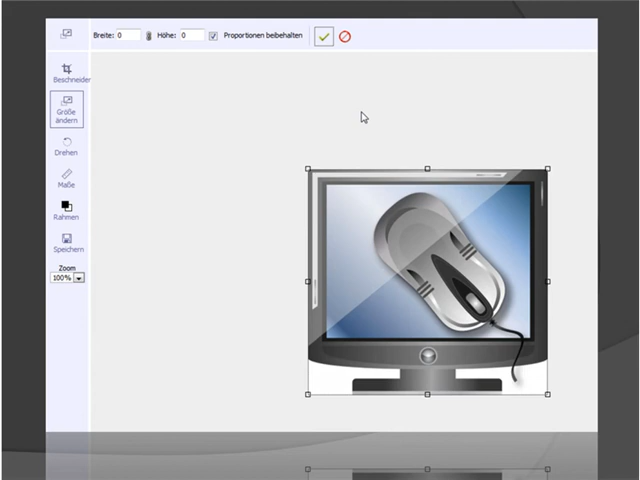 Breite: 0 Höhe: 0 Proportionen beibehalten
Beschneiden
Größe
ändern
Drehen
Maße
Rahmen
Speichern
Zoom
100%